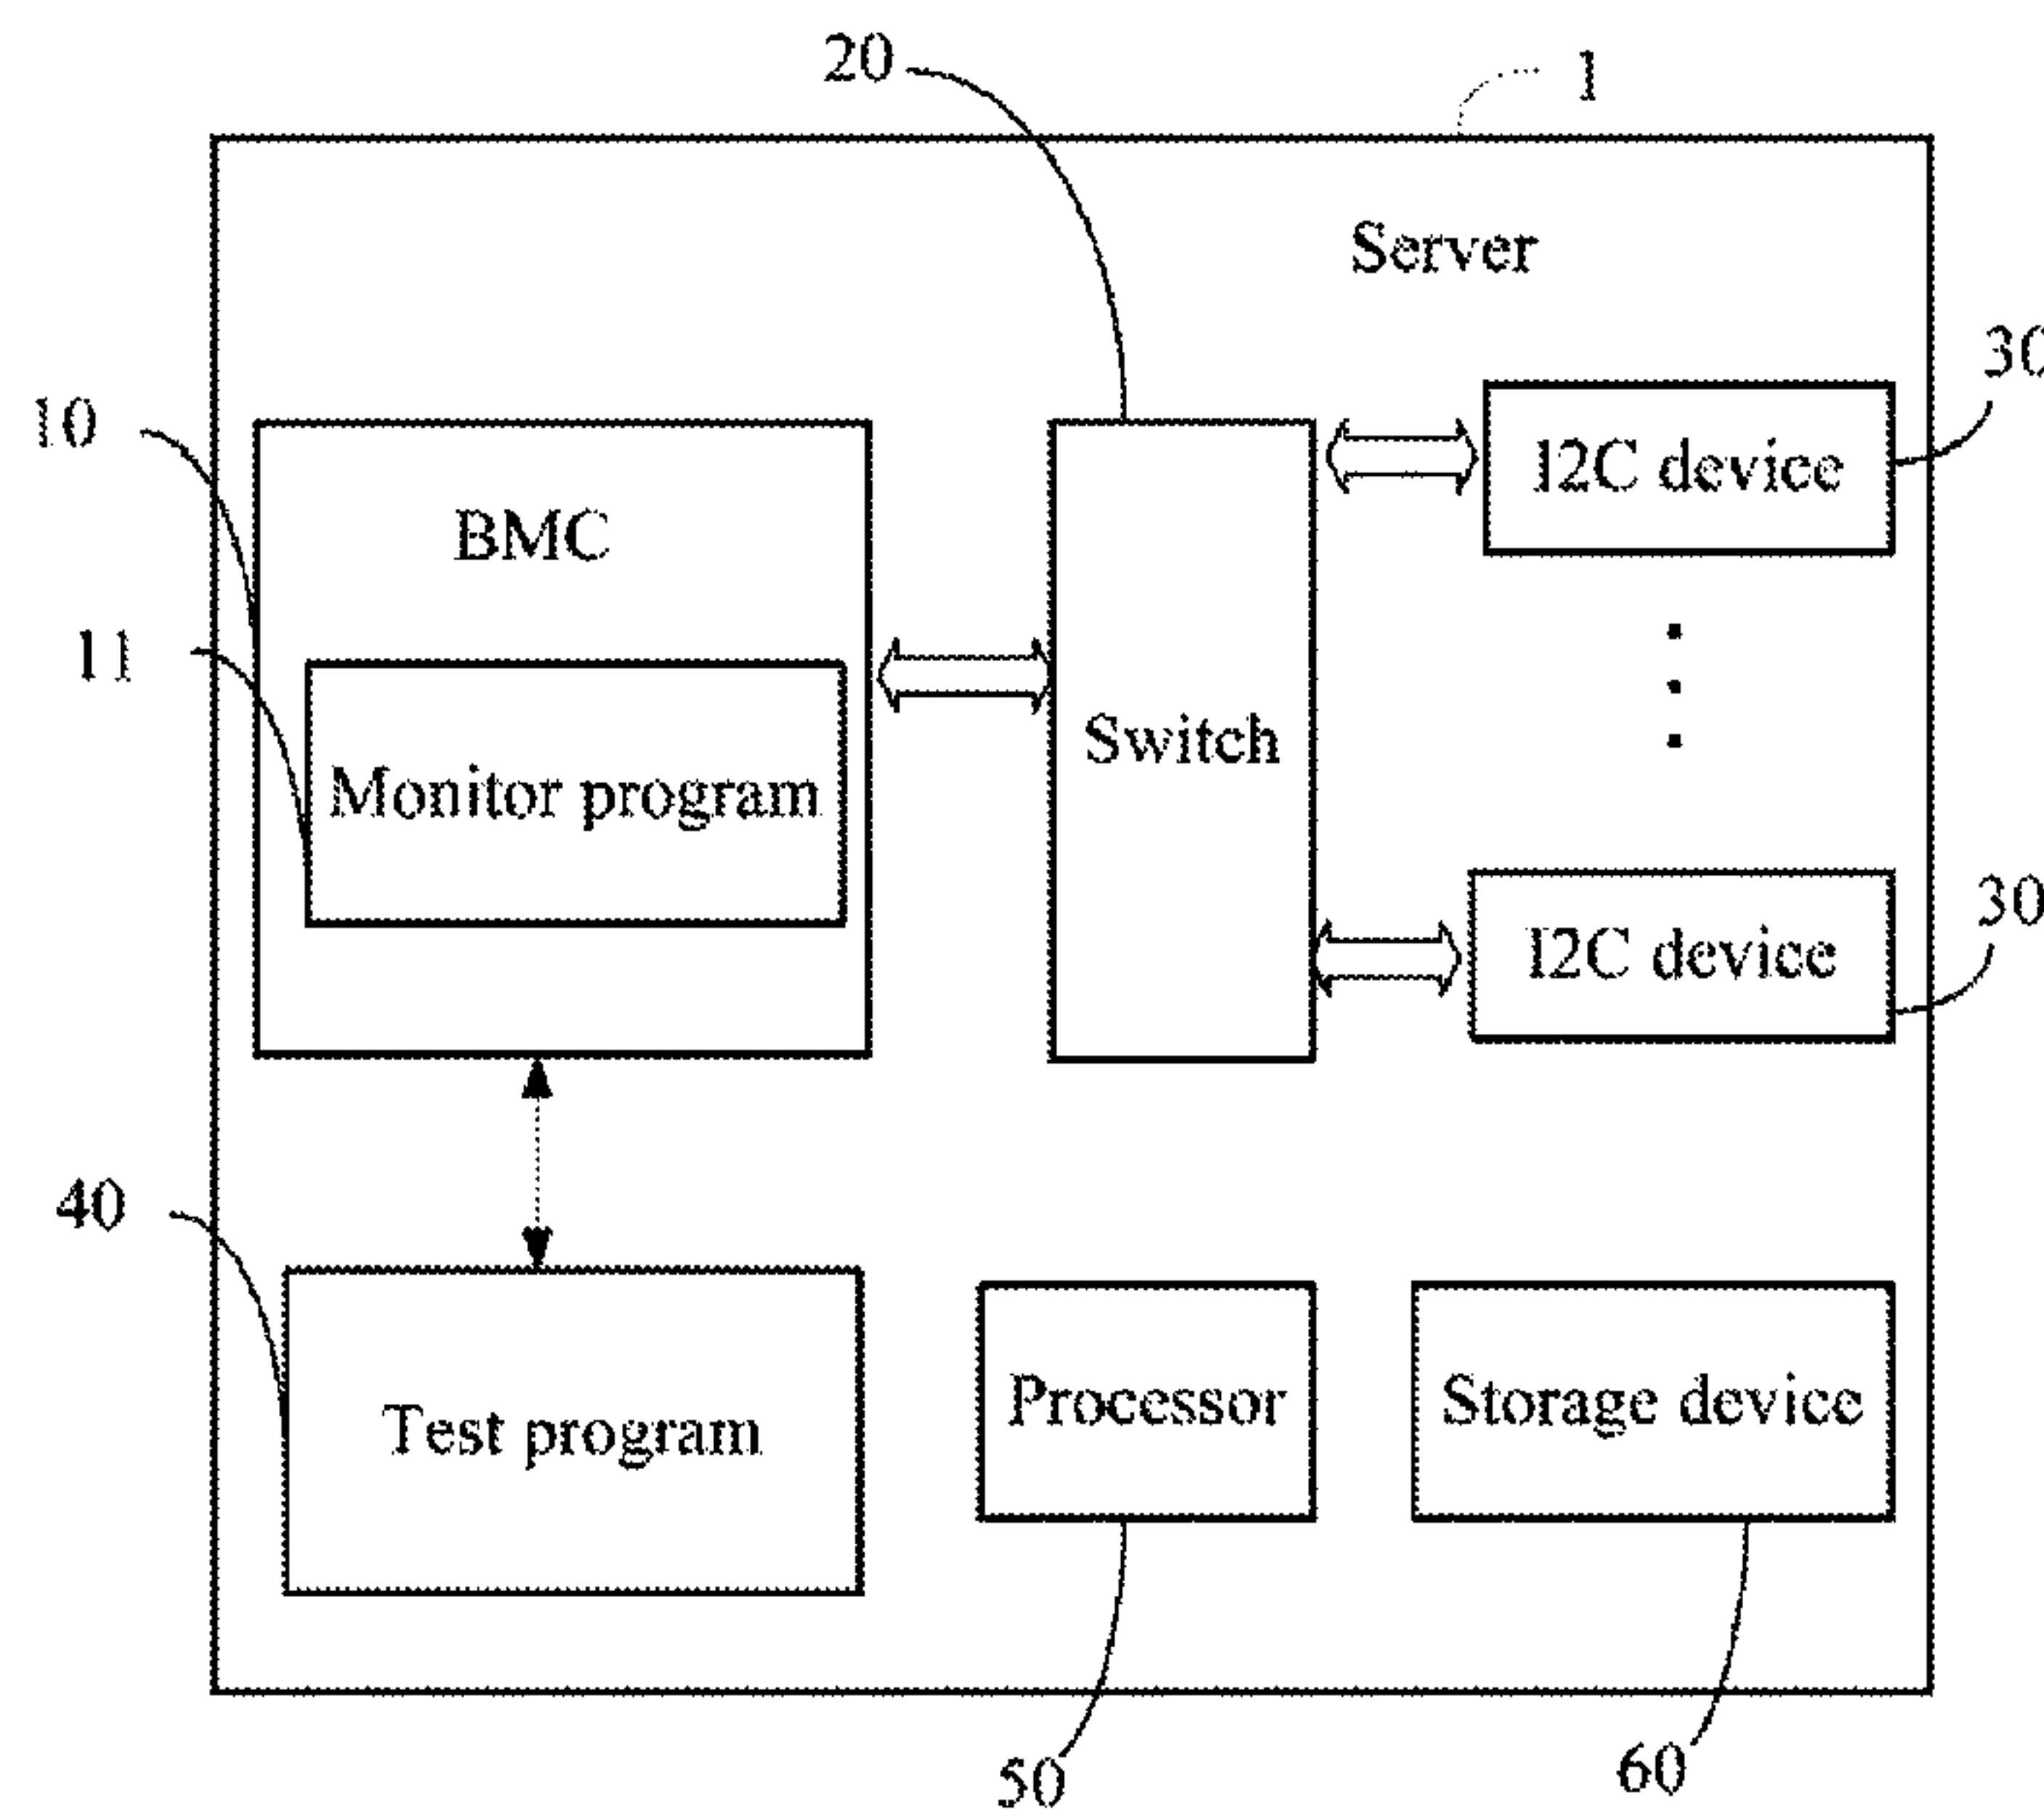 20
1
Server
30
10
I2C device
BMC
11
Switch
Monitor program
30
I2C device
40
Processor
Storage device
Test program
50
60